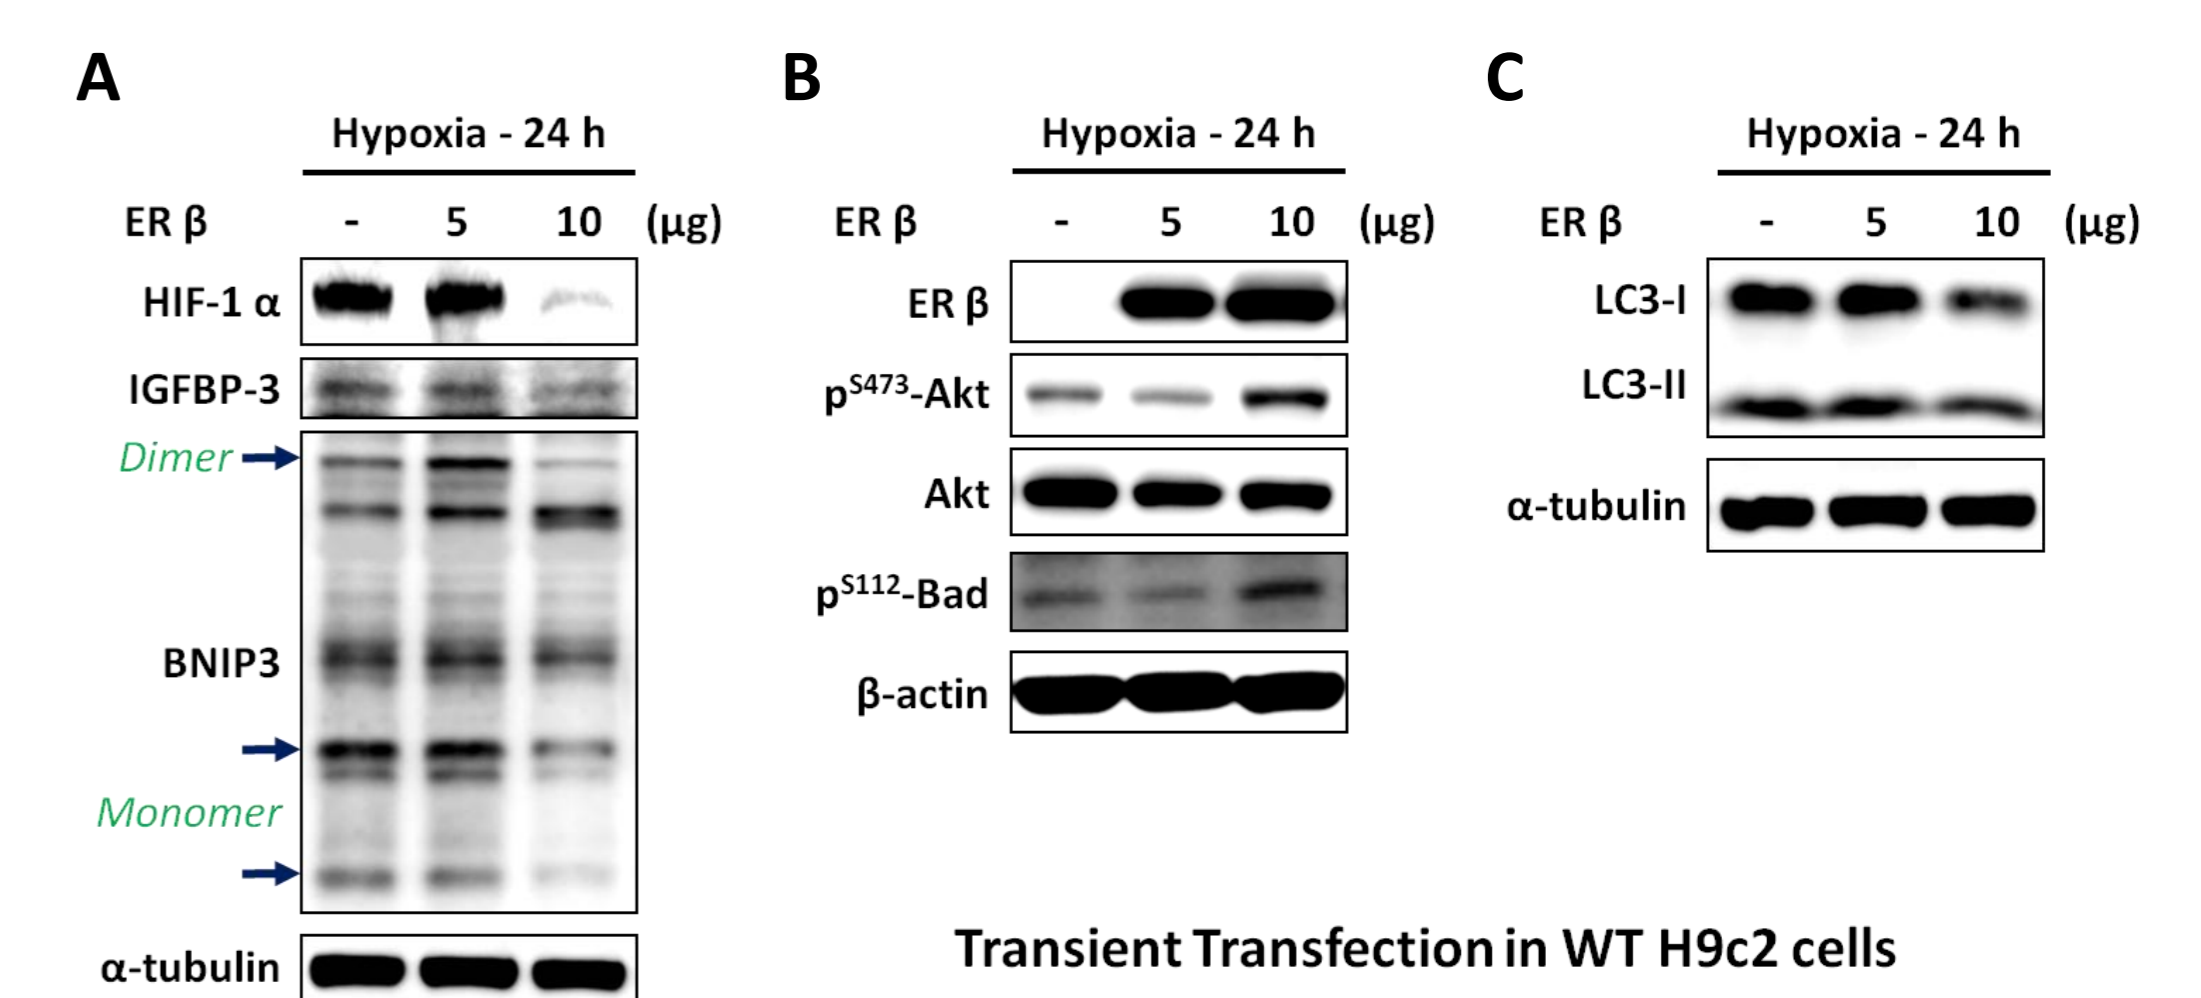 A
Hypoxia - 24 h
ER β - 5 10 (µg)
HIF-1 α
IGFBP-3
Dimer
BNIP3
Monomer
α-tubulin
B
Hypoxia - 24 h
ER β - 5 10 (µg)
ER β
pS473-Akt
Akt
pS112-Bad
β-actin
C
Hypoxia - 24 h
ER β - 5 10 (µg)
LC3-I
LC3-II
α-tubulin
Transient Transfection in WT H9c2 cells